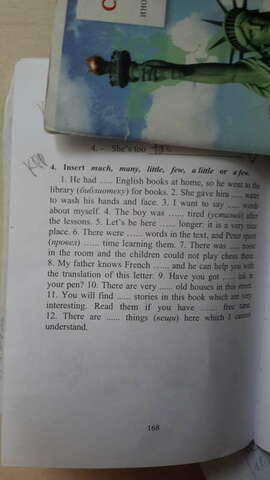 4. - She's too
4. Insert much, many, little, few, a little or a few.
1. He had ..... English books at home, so he went to the
library (библиотеку) for books. 2. She gave him ..... water
to wash his hands and face. 3. I want to say ..... words
about myself. 4. The boy was ...... tired (усталый) after
the lessons. 5. Let's be here ...... longer: it is a very nice
place. 6. There were ...... words in the text, and Peter spent
(провел) ...... time learning them. 7. There was ..... noise
in the room and the children could not play chess there.
8. My father knows French ...... and he can help you with
the translation of this letter. 9. Have you got ..... ink in
your pen? 10. There are very ..... old houses in this street.
11. You will find ..... stories in this book which are very
interesting. Read them if you have ...... free time.
12. There are ...... things (вещи) here which I cannot
understand.
168